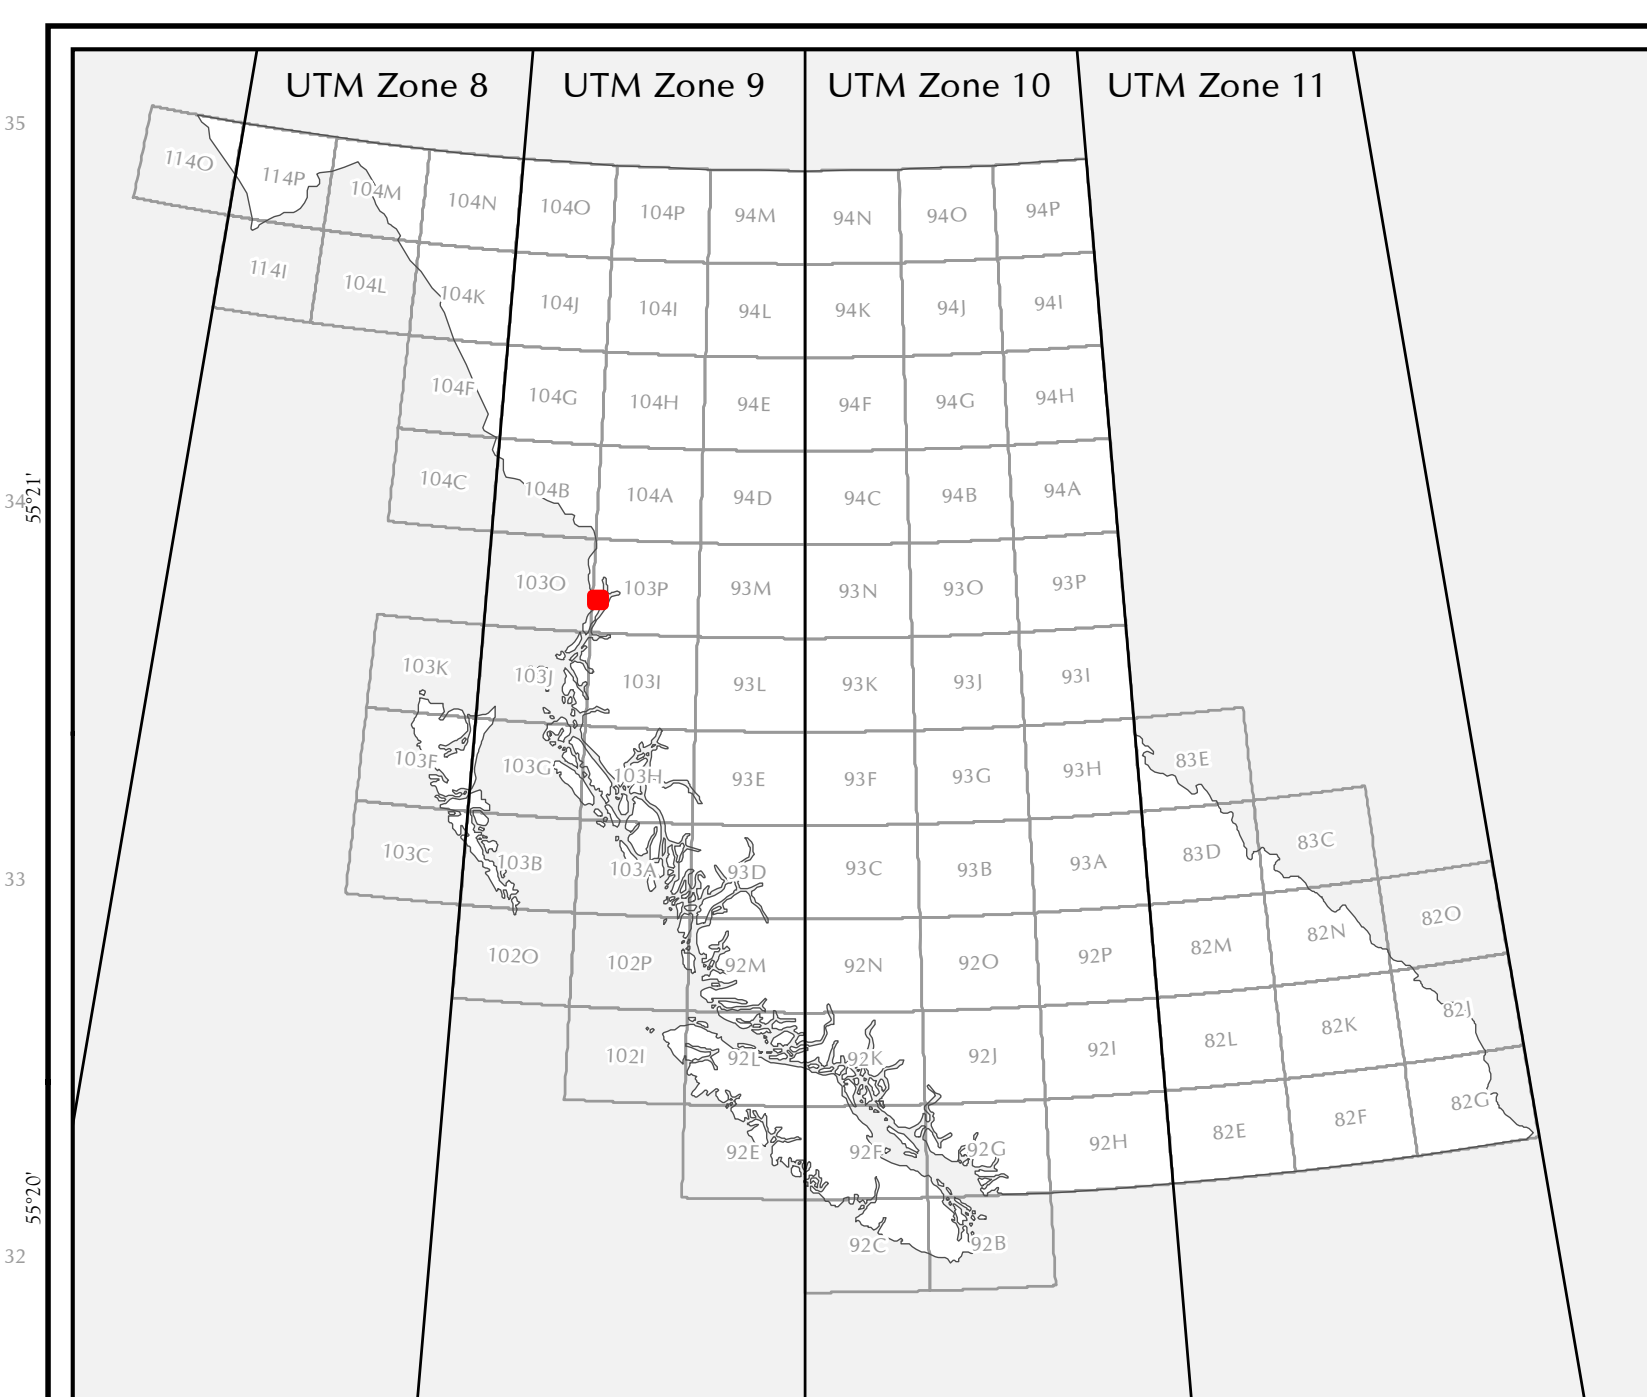 UTM Zone 8 UTM Zone 9 UTM Zone 10 UTM Zone 11
35
114O 114P 104M 104N 104O 104P 94M 94N 94O 94P
114I 104L 104K 104J 104I 94L 94K 94J 94I
104F 104G 104H 94E 94F 94G 94H
34
55°21'
104C 104B 104A 94D 94C 94B 94A
103O 103P 93M 93N 93O 93P
103K 103J 103I 93L 93K 93J 93I
103F 103G 103H 93E 93F 93G 93H 83E
33
103C 103B 103A 93D 93C 93B 93A 83D 83C
102O 102P 92M 92N 92O 92P 82M 82N 82O
102I 92L 92K 92J 92I 82L 82K 82J
92E 92F 92G 92H 82E 82F 82G
55°20'
32
92C 92B